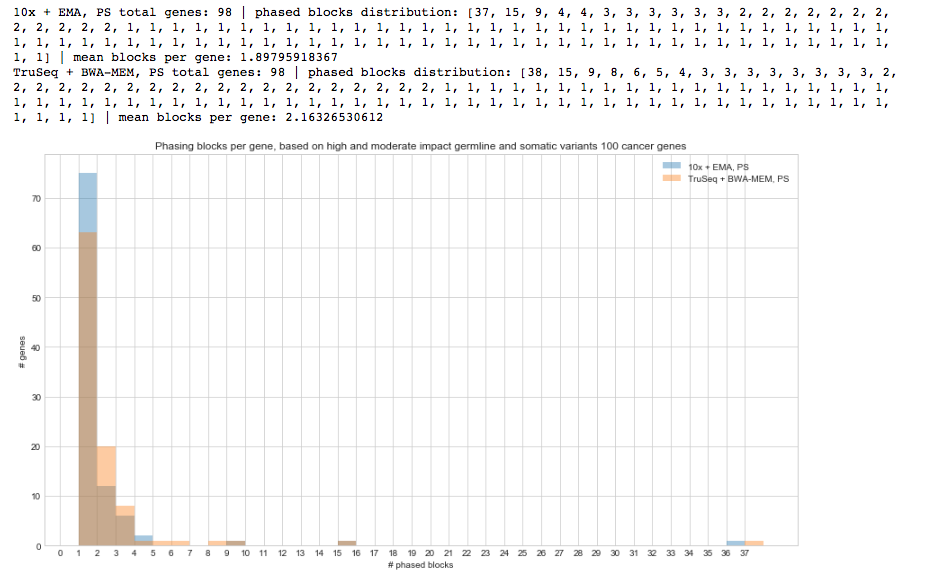 10x + EMA, PS total genes: 98 | phased blocks distribution: [37, 15, 9, 4, 4, 3, 3, 3, 3, 3, 3, 2, 2, 2, 2, 2, 2, 2,
2, 2, 2, 2, 2, 1, 1, 1, 1, 1, 1, 1, 1, 1, 1, 1, 1, 1, 1, 1, 1, 1, 1, 1, 1, 1, 1, 1, 1, 1, 1, 1, 1, 1, 1, 1, 1, 1, 1,
1, 1, 1, 1, 1, 1, 1, 1, 1, 1, 1, 1, 1, 1, 1, 1, 1, 1, 1, 1, 1, 1, 1, 1, 1, 1, 1, 1, 1, 1, 1, 1, 1, 1, 1, 1, 1, 1, 1,
1, 1] | mean blocks per gene: 1.89795918367
TruSeq + BWA-MEM, PS total genes: 98 | phased blocks distribution: [38, 15, 9, 8, 6, 5, 4, 3, 3, 3, 3, 3, 3, 3, 3, 2,
2, 2, 2, 2, 2, 2, 2, 2, 2, 2, 2, 2, 2, 2, 2, 2, 2, 2, 2, 1, 1, 1, 1, 1, 1, 1, 1, 1, 1, 1, 1, 1, 1, 1, 1, 1, 1, 1, 1,
1, 1, 1, 1, 1, 1, 1, 1, 1, 1, 1, 1, 1, 1, 1, 1, 1, 1, 1, 1, 1, 1, 1, 1, 1, 1, 1, 1, 1, 1, 1, 1, 1, 1, 1, 1, 1, 1, 1,
1, 1, 1, 1] | mean blocks per gene: 2.16326530612
Phasing blocks per gene, based on high and moderate impact germline and somatic variants 100 cancer genes
10x + EMA, PS
TruSeq + BWA-MEM, PS
70
60
50
40
30
20
10
0
# genes
0 1 2 3 4 5 6 7 8 9 10 11 12 13 14 15 16 17 18 19 20 21 22 23 24 25 26 27 28 29 30 31 32 33 34 35 36 37
# phased blocks